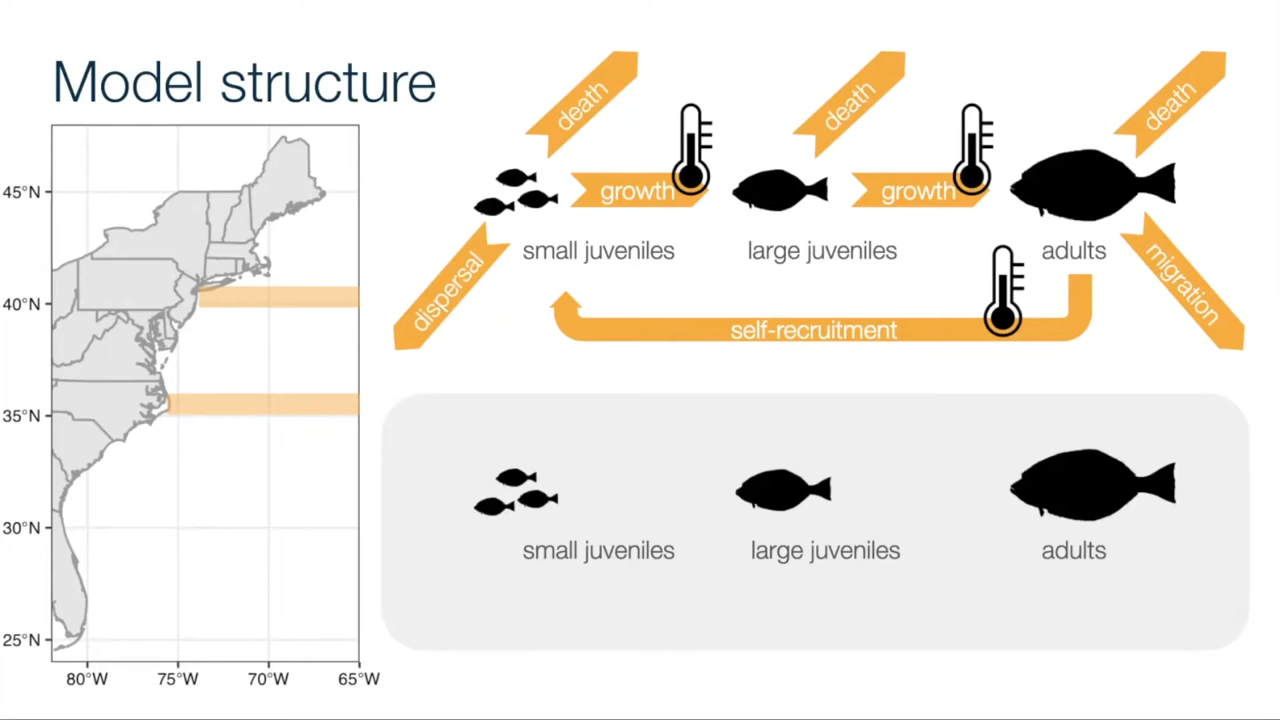 Model structure
45°N
40°N
35°N
30°N
25°N
80°W
75°W
70°W
65°W
death
death
death
growth
growth
small juveniles
large juveniles
adults
dispersal
migration
self-recruitment
small juveniles
large juveniles
adults